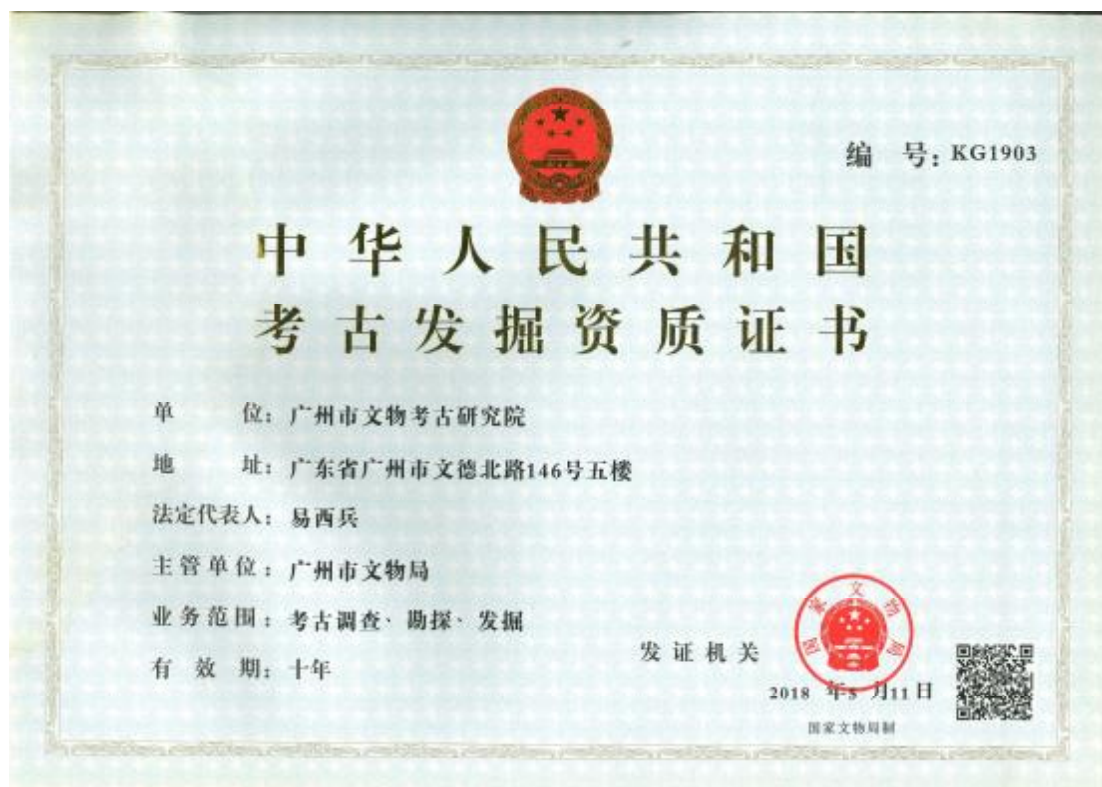 编 号：KG1903
中华人民共和国
考古发掘资质证书
单 位：广州市文物考古研究院
地 址：广东省广州市文德北路146号五楼
法定代表人：易西兵
主管单位：广州市文物局
业务范围：考古调查、勘探、发掘
有 效 期：十年
发证机关
国家文物局
2018 年5 月11日
国家文物局制